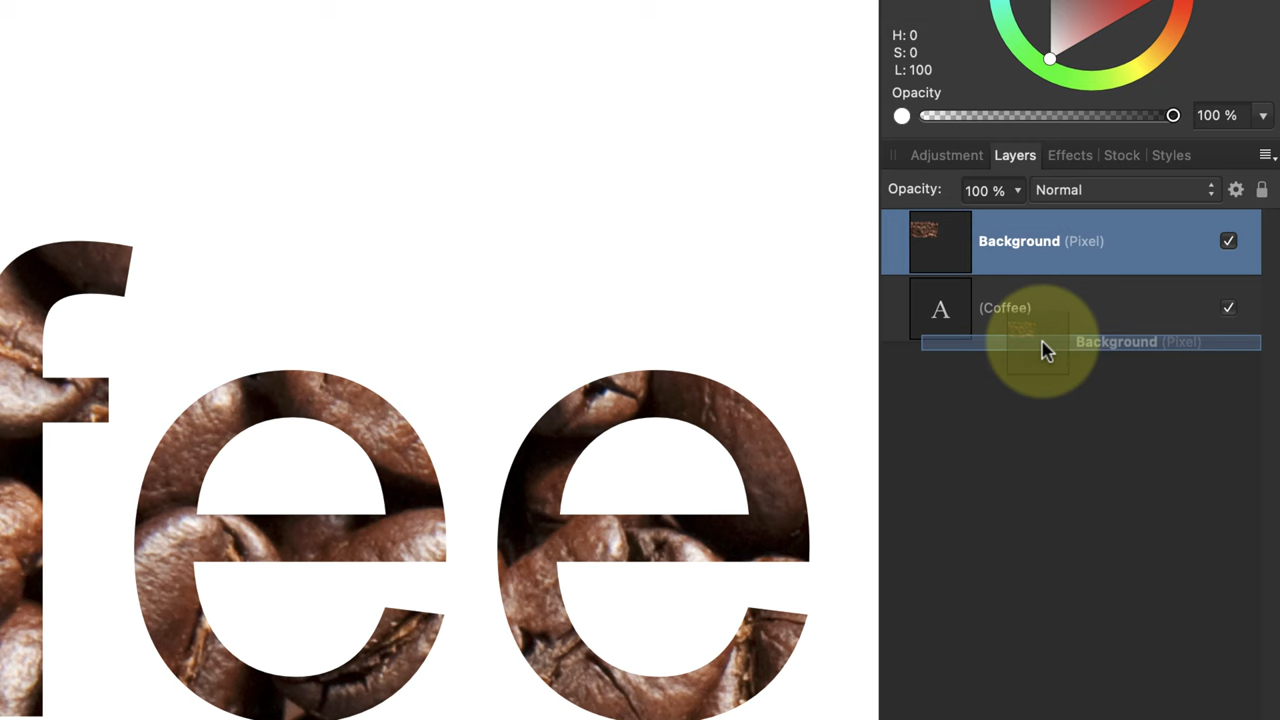 H: 0
S: 0
L: 100
Opacity
100 %
Adjustment Layers Effects Stock Styles
Opacity: 100 % Normal
Background (Pixel)
A (Coffee)
Background (Pixel)
fee